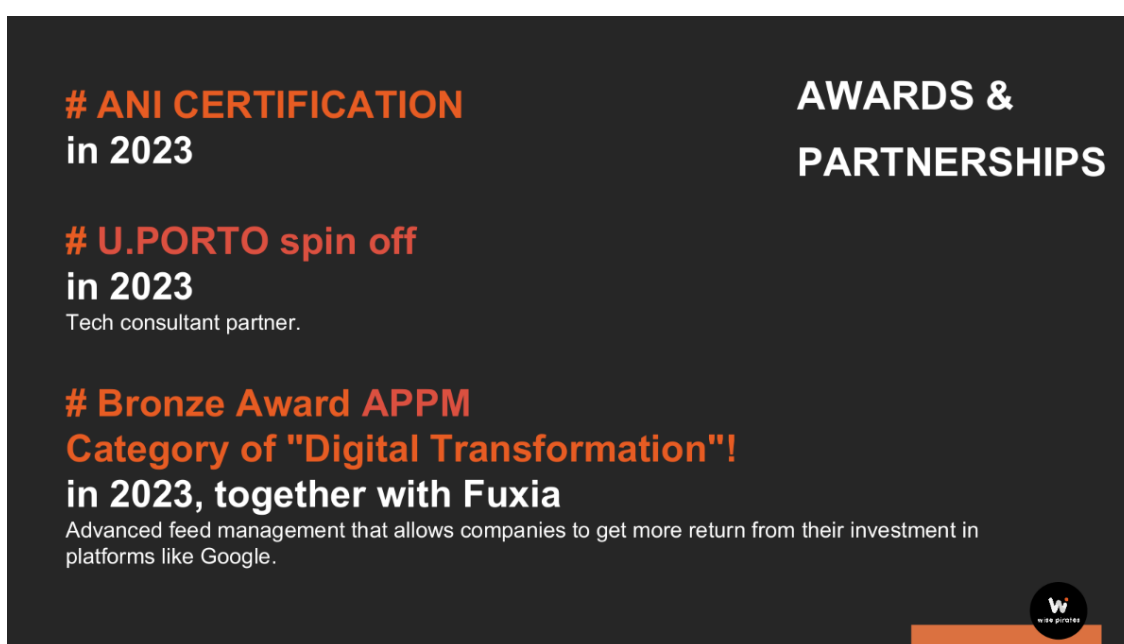 AWARDS &
PARTNERSHIPS
# ANI CERTIFICATION
in 2023
# U.PORTO spin off
in 2023
Tech consultant partner.
# Bronze Award APPM
Category of "Digital Transformation"!
in 2023, together with Fuxia
Advanced feed management that allows companies to get more return from their investment in
platforms like Google.
Wi
wise pirates